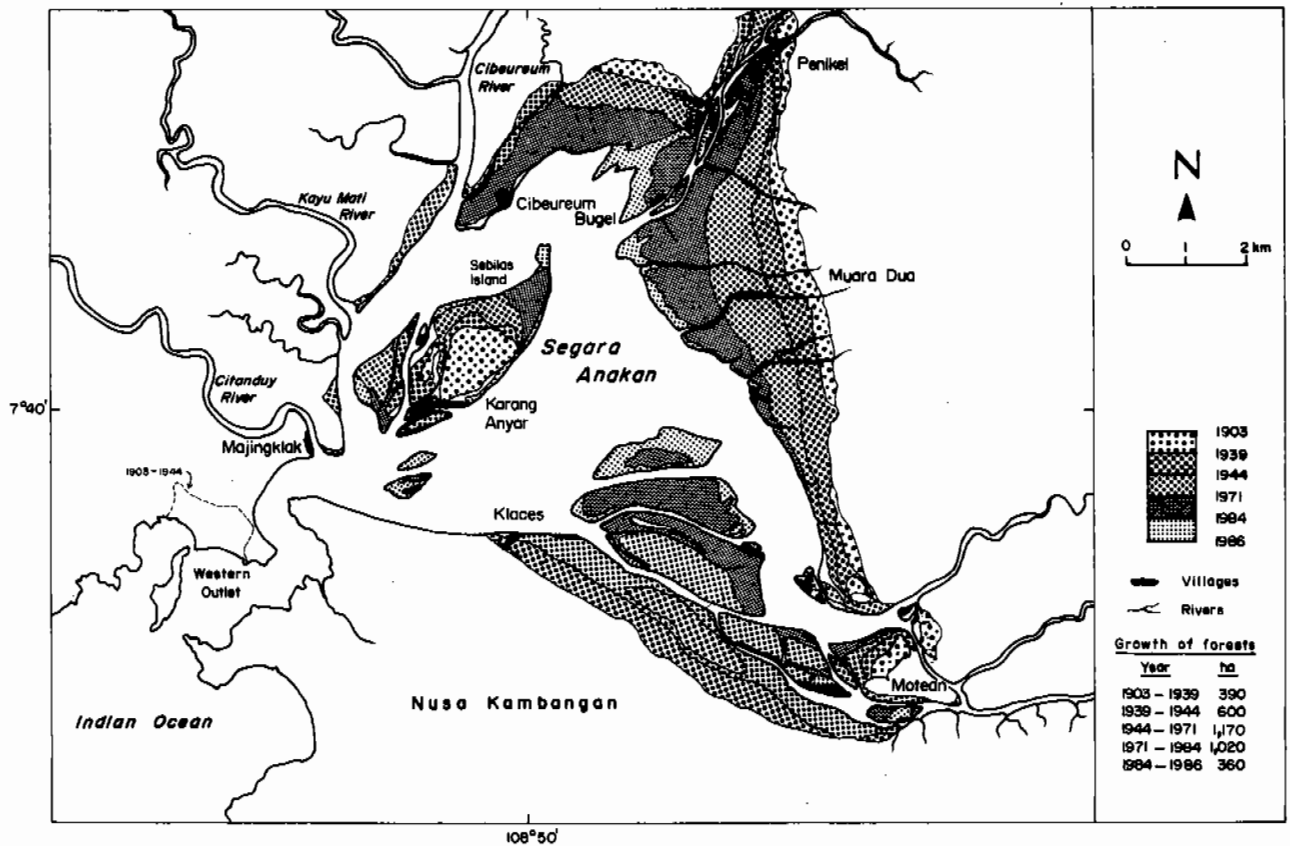 Cibeureum
River
Penikel
Kayu Mati
River
Cibeureum
Bugel
N
0 1 2 km
Sebilas
Island
Muara Dua
Segara
Anakan
Citanduy
River
7°40'
Karang
Anyar
Majingklak
1903-1944
Klaces
Western
Outlet
Motean
Nusa Kambangan
Indian Ocean
108°50'
1903
1939
1944
1971
1984
1986
Villages
Rivers
Growth of forests
Year ha
1903-1939 390
1939-1944 600
1944-1971 1,170
1971-1984 1,020
1984-1986 360